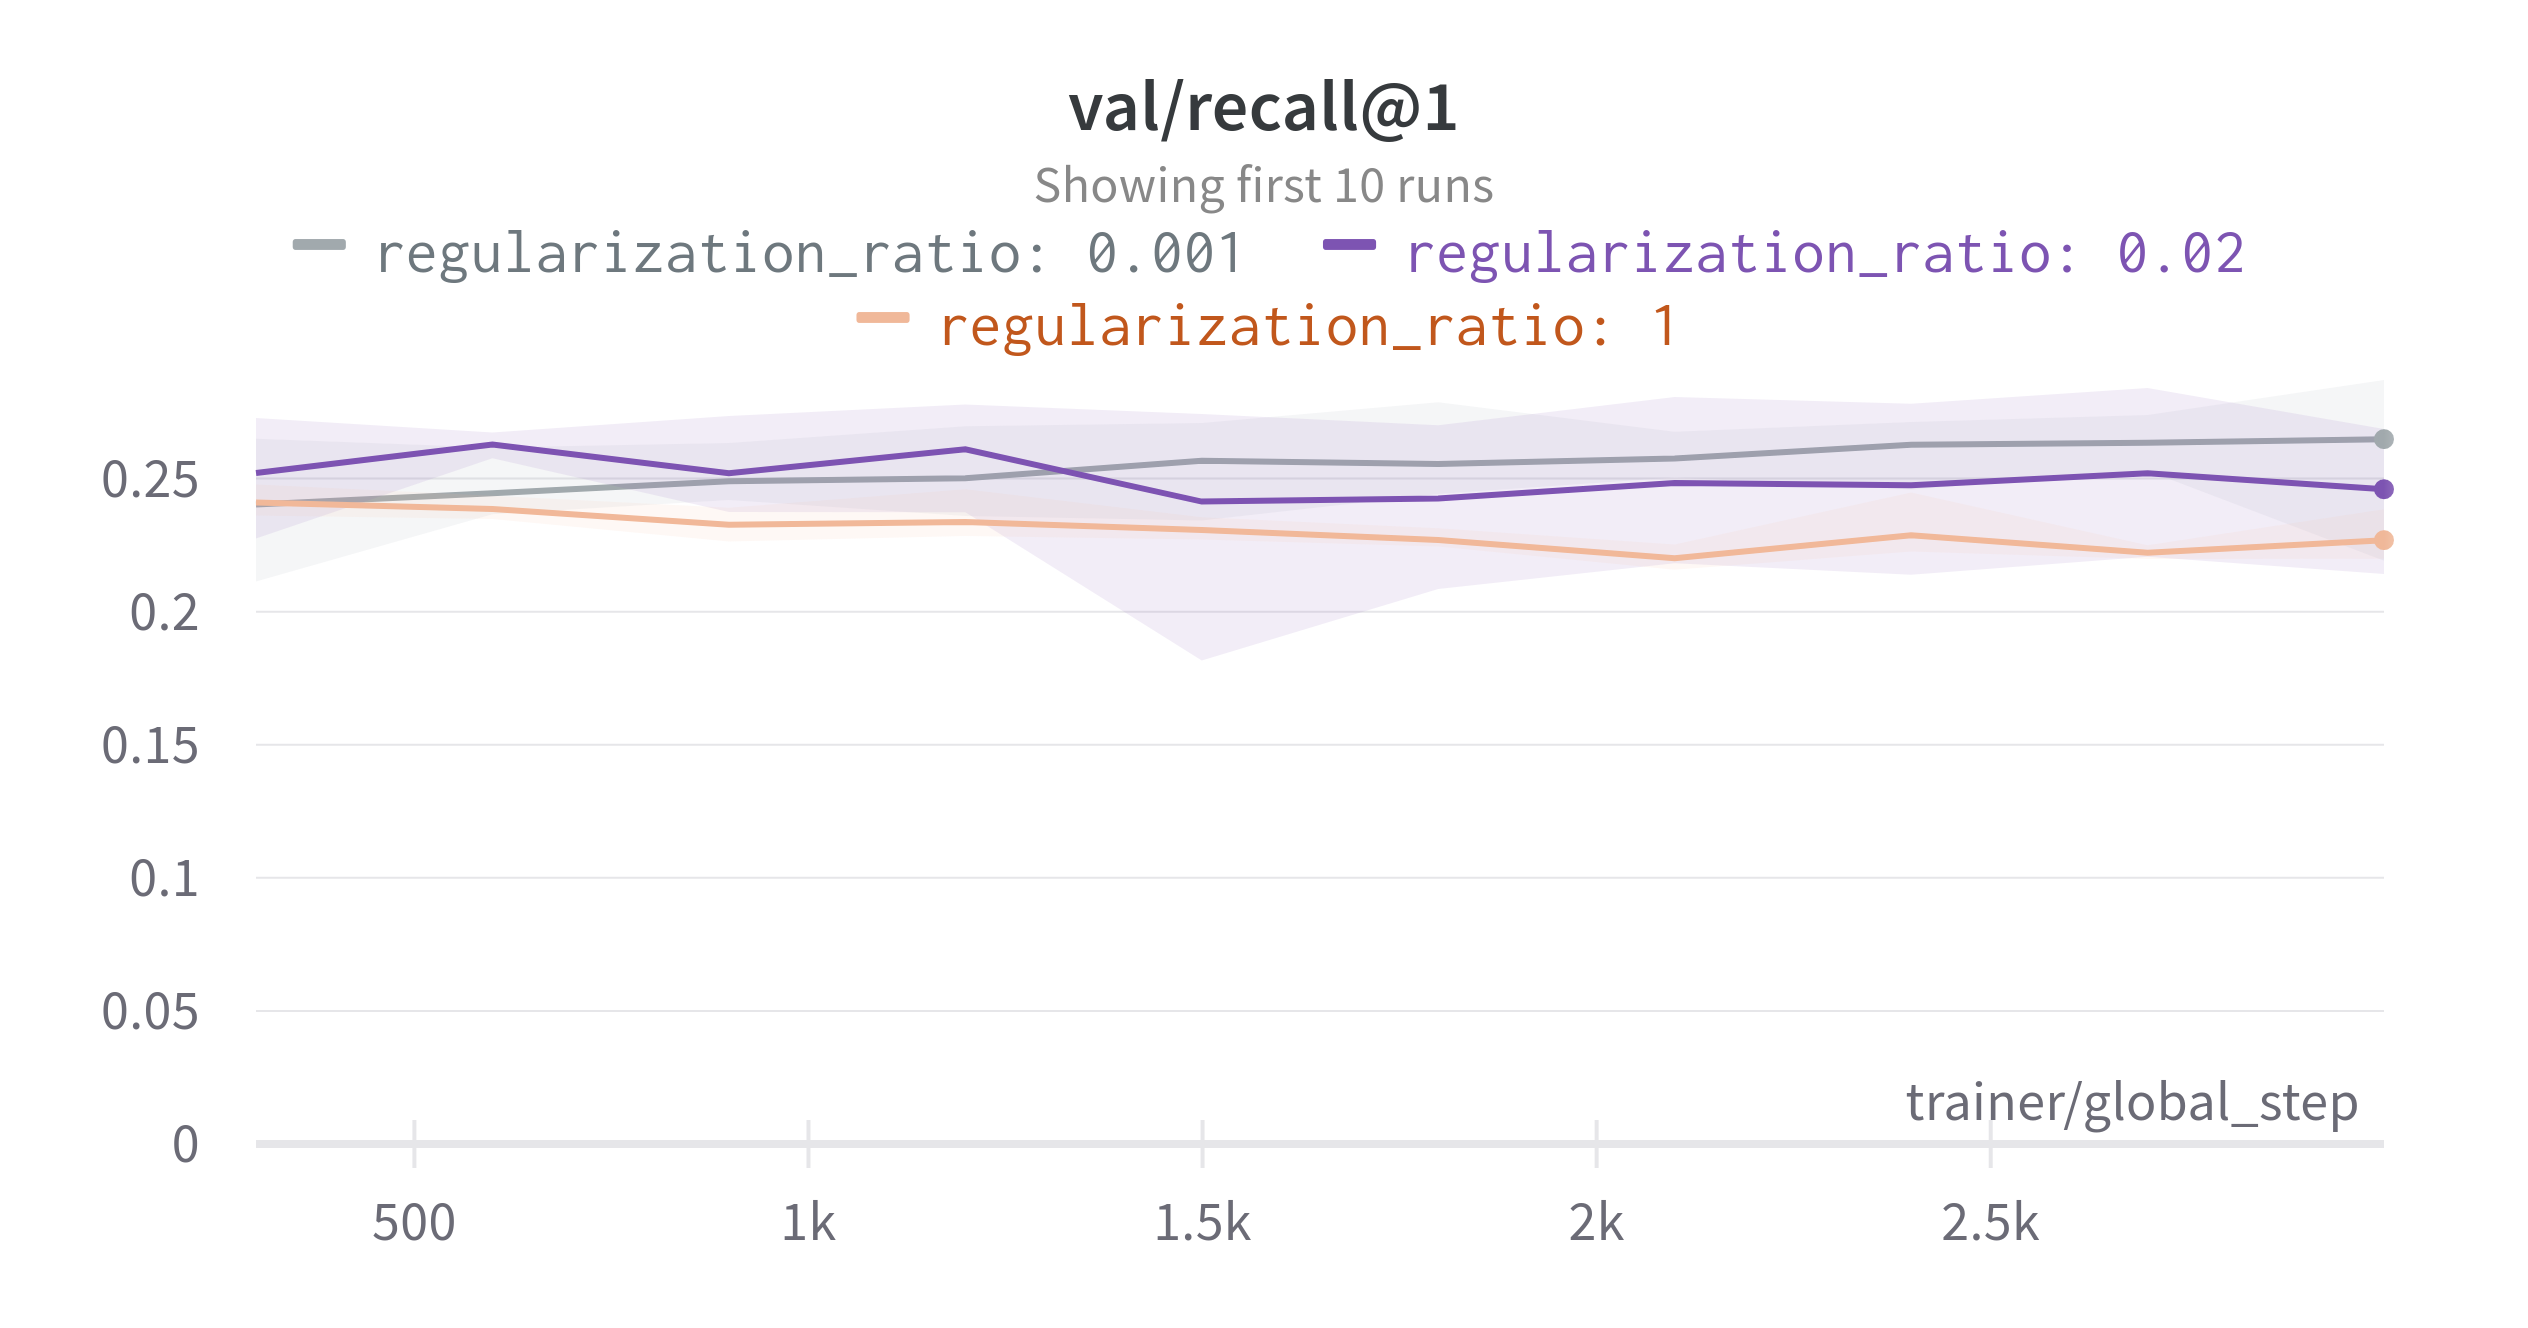 val/recall@1
Showing first 10 runs
regularization_ratio: 0.001 regularization_ratio: 0.02
regularization_ratio: 1
0.25
0.2
0.15
0.1
0.05
trainer/global_step
0
500 1k 1.5k 2k 2.5k